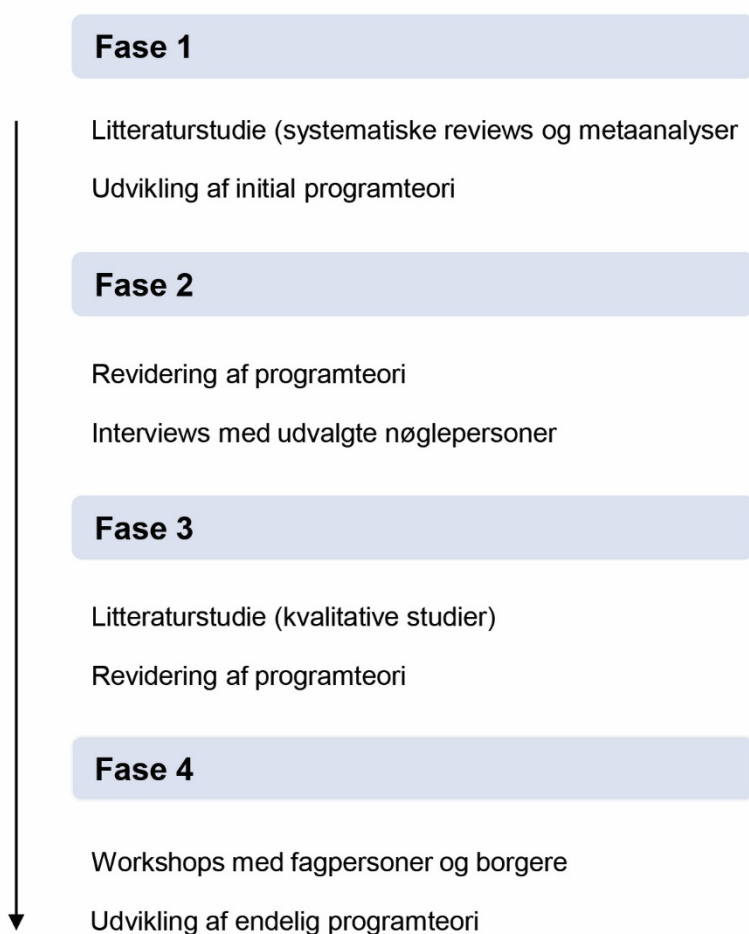 Fase 1
Litteraturstudie (systematiske reviews og metaanalyser
Udvikling af initial programteori
Fase 2
Revidering af programteori
Interviews med udvalgte nøglepersoner
Fase 3
Litteraturstudie (kvalitative studier)
Revidering af programteori
Fase 4
Workshops med fagpersoner og borgere
Udvikling af endelig programteori